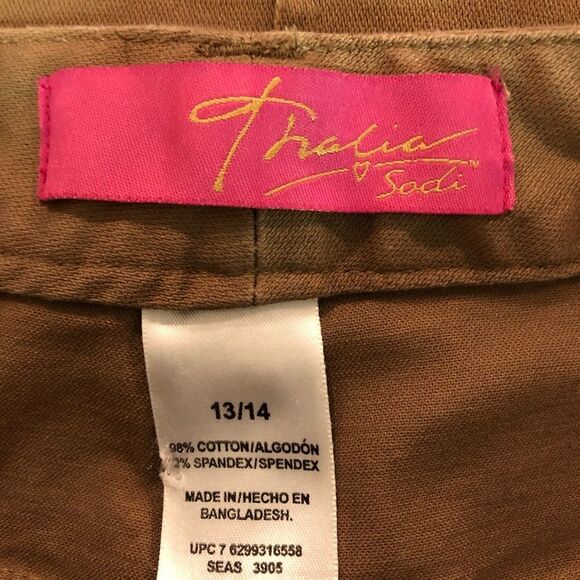 Thalia
Sodi™
13/14
98% COTTON/ALGODÓN
2% SPANDEX/SPENDEX
MADE IN/HECHO EN
BANGLADESH.
UPC 7 6299316558
SEAS 3905